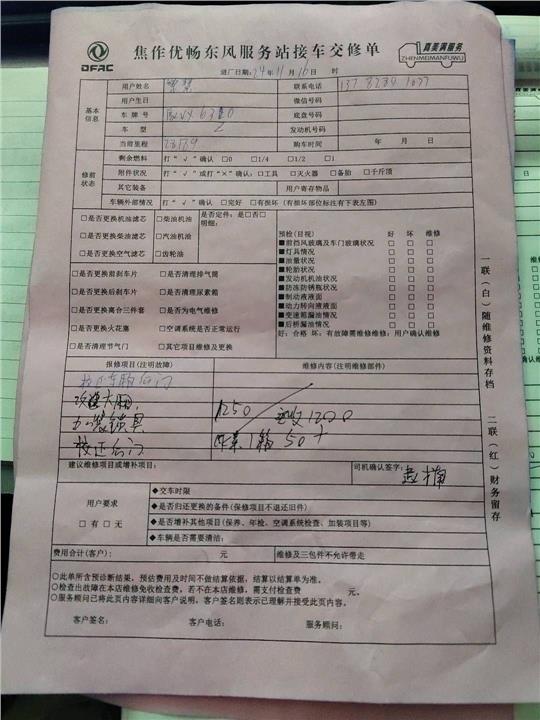 DFAC
焦作优畅东风服务站接车交修单
真美满服务
ZHENMEIMANFUWU
进厂日期:24年11月16日 时
基本信息
用户姓名 联系电话
用户生日 微信号码
车牌号 底盘号码
车型 发动机号码
当前里程 购车时间 年 月 日
修前状态
剩余燃料 打“√”确认 □0 □1/4 □1/2 □1
附件状况 打“√”或打“×”确认:□工具 □灭火器 □备胎 □千斤顶
其它装备 用户寄存物品
车辆外部情况 打“√”确认 □完好 □有损坏(有损坏部位标注有下表左图)
□是否更换机油滤芯 □柴油机油 是否定件:是□否□
明细:
□是否更换柴油滤芯 □汽油机油
□是否更换空气滤芯 □齿轮油
□是否更换前刹车片 □是否清理排气筒
□是否更换后刹车片 □是否清理尿素箱
□是否更换离合三件套 □是否为电气维修
□是否更换火花塞 □空调系统是否正常运行
□是否清理节气门 □其它项目维修及更换
预检(目视) 好 坏 维修
■前挡风玻璃及车门玻璃状况 □ □ □
■灯具情况 □ □ □
■油量状况 □ □ □
■轮胎状况 □ □ □
■发动机机油状况 □ □ □
■防冻防锈瓶状况 □ □ □
■制动液液面 □ □ □
■动力转向液液面 □ □ □
■变速箱漏油情况 □ □ □
■后桥漏油情况 □ □ □
好:合格 坏:有故障需维修维修:用户确认维修
报修项目(注明故障) 维修内容(注明维修部件)
1250 实收1200
锁具
校正后门 50
建议维修项目或增补项目: 司机确认签字:
用户要求
□有 □无
◆交车时限
◆是否归还更换的备件(保修项目不退还旧件)
◆是否增补其他项目(保养、年检、空调系统检查、加装项目等)
◆车辆是否需要清洁:
费用合计(客户): 元 维修及三包件不允许带走
○此单所含预诊断结果,预估费用及时间不做结算依据,结算以结算单为准。
○检查出故障在本店维修免收检查费,若不在本店维修,需支付检查费 元。
○服务顾问已将此页内容详细向客户说明,客户签名则表示已理解并接受此页内容。
客户签名: 客户电话: 服务顾问:
一联(白)随维修资料存档
二联(红)财务留存